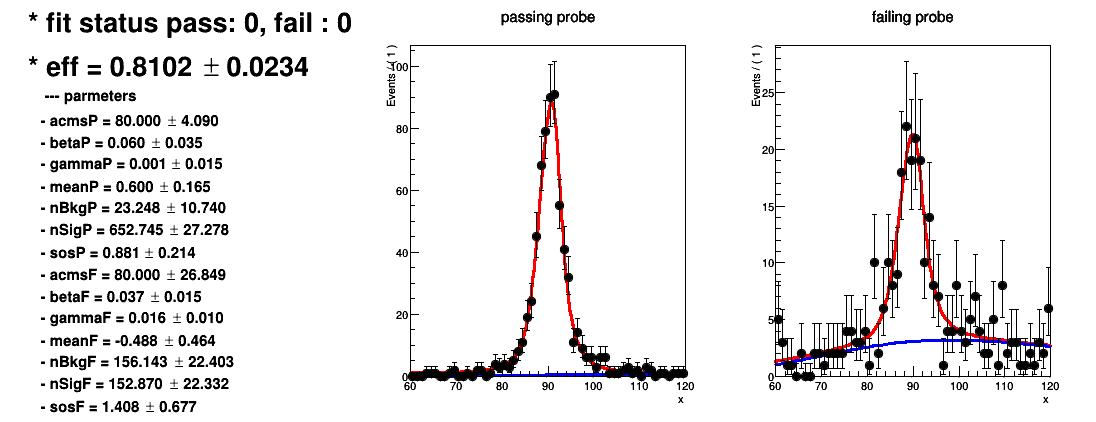 * fit status pass: 0, fail : 0
* eff = 0.8102 ± 0.0234
--- parmeters
- acmsP = 80.000 ± 4.090
- betaP = 0.060 ± 0.035
- gammaP = 0.001 ± 0.015
- meanP = 0.600 ± 0.165
- nBkgP = 23.248 ± 10.740
- nSigP = 652.745 ± 27.278
- sosP = 0.881 ± 0.214
- acmsF = 80.000 ± 26.849
- betaF = 0.037 ± 0.015
- gammaF = 0.016 ± 0.010
- meanF = -0.488 ± 0.464
- nBkgF = 156.143 ± 22.403
- nSigF = 152.870 ± 22.332
- sosF = 1.408 ± 0.677
passing probe
Events / ( 1 )
100
80
60
40
20
0
60 70 80 90 100 110 120
x
failing probe
Events / ( 1 )
25
20
15
10
5
0
60 70 80 90 100 110 120
x